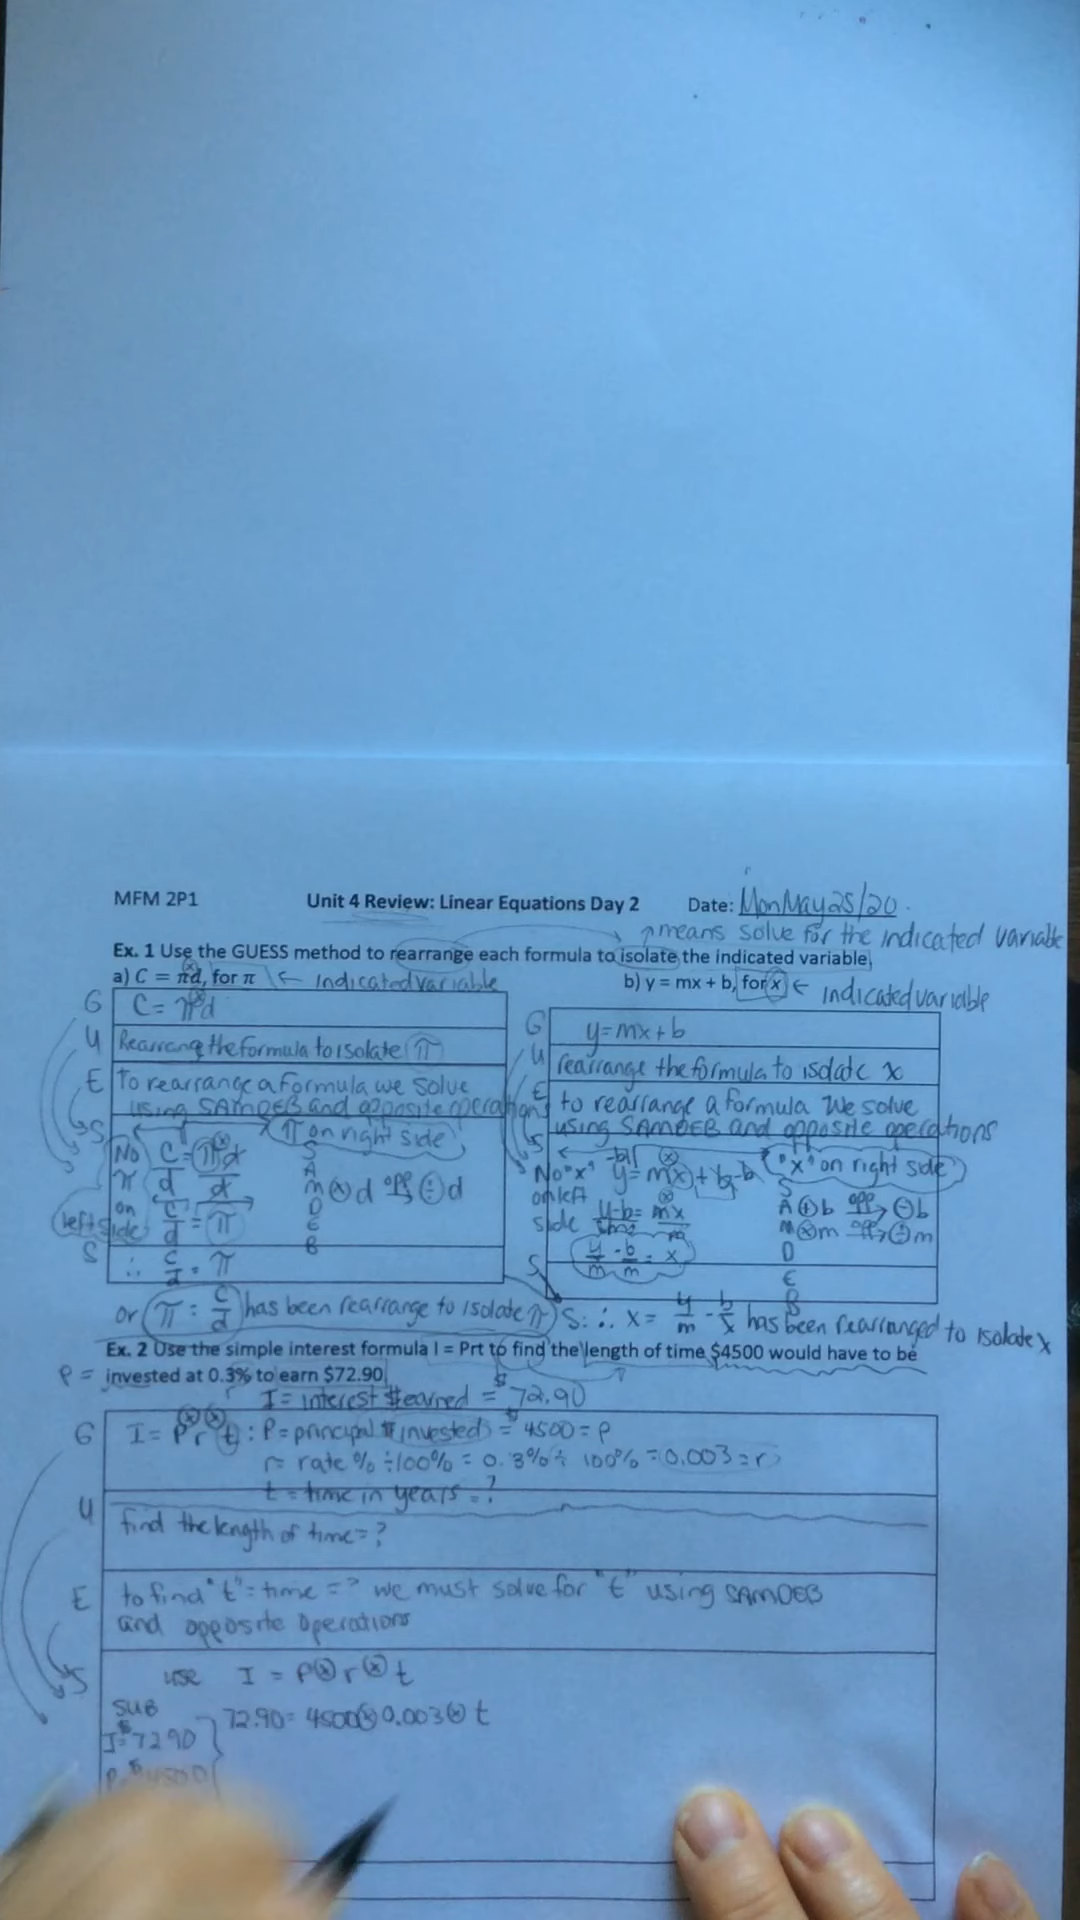 MFM 2P1 Unit 4 Review: Linear Equations Day 2 Date: Mon May 25/20.
↑ means solve for the indicated variable
Ex. 1 Use the GUESS method to rearrange each formula to isolate the indicated variable.
a) C = πd, for π ← Indicated variable
b) y = mx + b, for x ← Indicated variable
G C = π⊗d
U Rearrange the formula to isolate π
E To rearrange a formula we solve
using SAMDEB and opposite operations
S No π on left side
π on right side
C = π⊗d
d d
C/d = π
S
A
M ⊗d opp→ ÷d
D
E
B
S ∴ C/d = π
or π = C/d has been rearrange to isolate π
G y=mx+b
U rearrange the formula to isolate x
E to rearrange a formula we solve
using SAMDEB and opposite operations
S No "x" on left side
"x" on right side
-b y = mx + b - b
y-b = mx
m
y/m - b/m = x
S
A ⊕b opp→ ⊖b
M ⊗m opp→ ÷m
D
E
B
S: ∴ x = y/m - b/x has been rearranged to isolate x
Ex. 2 Use the simple interest formula I = Prt to find the length of time $4500 would have to be
P = invested at 0.3% to earn $72.90
I = interest $ earned = $72.90
G I = P⊗r⊗t : P = principal $ (invested) = $4500 = P
r = rate % ÷ 100% = 0.3% ÷ 100% = 0.003 = r
t = time in years = ?
U find the length of time = ?
E to find "t" = time = ? we must solve for "t" using SAMDEB
and opposite operations
S use I = P⊗r⊗t
SUB
72.90 = 4500⊗0.003⊗t
I = $72.90
P = $4500